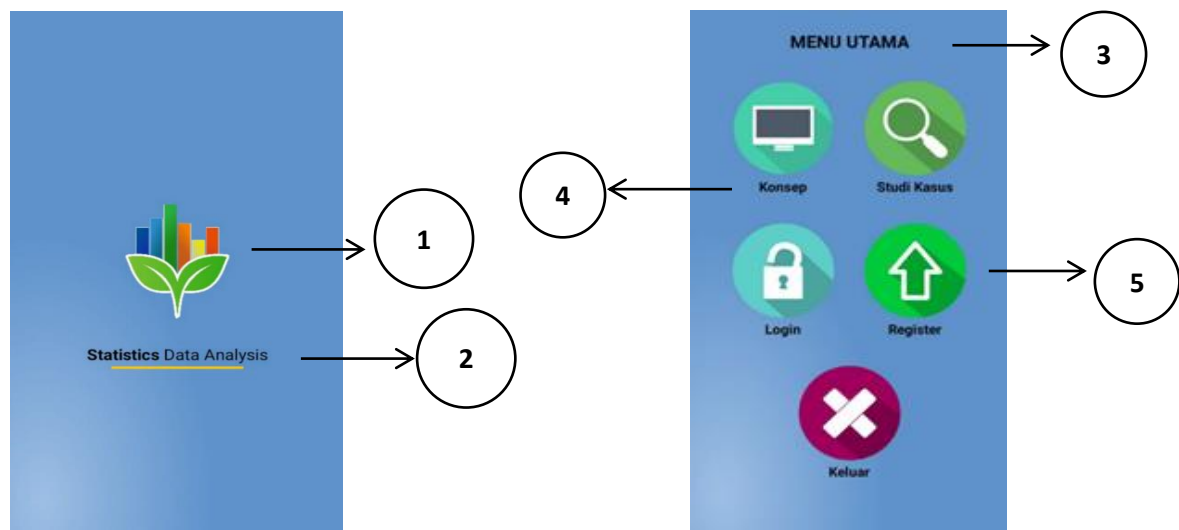 1
Statistics Data Analysis
2
MENU UTAMA
3
4
Konsep
Studi Kasus
Login
Register
5
Keluar